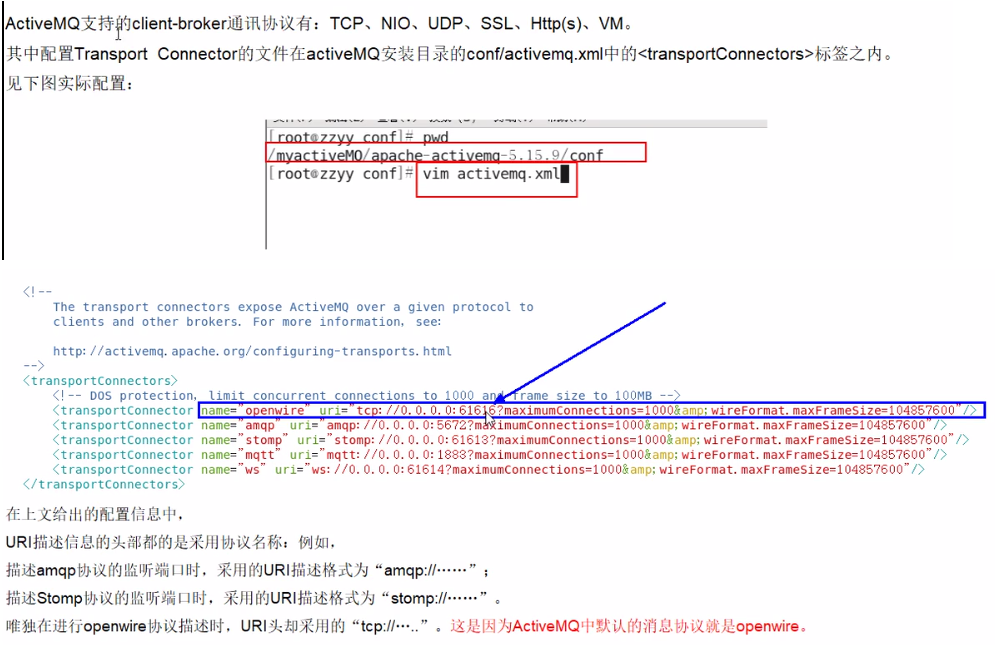 ActiveMQ支持的client-broker通讯协议有：TCP、NIO、UDP、SSL、Http(s)、VM。
其中配置Transport Connector的文件在activeMQ安装目录的conf/activemq.xml中的<transportConnectors>标签之内。
见下图实际配置：
[root@zzyy conf]# pwd
/myactiveMQ/apache-activemq-5.15.9/conf
[root@zzyy conf]# vim activemq.xml
<!--
The transport connectors expose ActiveMQ over a given protocol to
clients and other brokers. For more information, see:
http://activemq.apache.org/configuring-transports.html
-->
<transportConnectors>
<!-- DOS protection, limit concurrent connections to 1000 and frame size to 100MB -->
<transportConnector name="openwire" uri="tcp://0.0.0.0:61616?maximumConnections=1000&amp;wireFormat.maxFrameSize=104857600"/>
<transportConnector name="amqp" uri="amqp://0.0.0.0:5672?maximumConnections=1000&amp;wireFormat.maxFrameSize=104857600"/>
<transportConnector name="stomp" uri="stomp://0.0.0.0:61613?maximumConnections=1000&amp;wireFormat.maxFrameSize=104857600"/>
<transportConnector name="mqtt" uri="mqtt://0.0.0.0:1883?maximumConnections=1000&amp;wireFormat.maxFrameSize=104857600"/>
<transportConnector name="ws" uri="ws://0.0.0.0:61614?maximumConnections=1000&amp;wireFormat.maxFrameSize=104857600"/>
</transportConnectors>
在上文给出的配置信息中，
URI描述信息的头部都的是采用协议名称：例如，
描述amqp协议的监听端口时，采用的URI描述格式为“amqp://……”；
描述Stomp协议的监听端口时，采用的URI描述格式为“stomp://……”。
唯独在进行openwire协议描述时，URI头却采用的“tcp://…..”。这是因为ActiveMQ中默认的消息协议就是openwire。